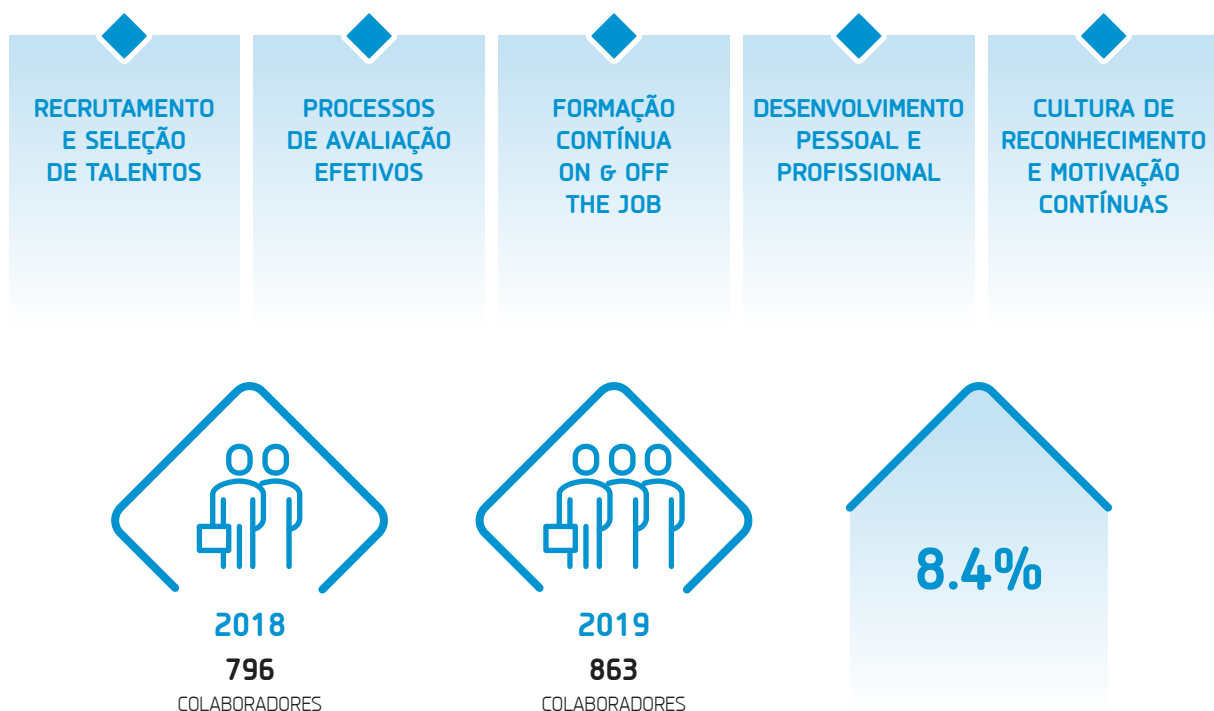 RECRUTAMENTO
E SELEÇÃO
DE TALENTOS
PROCESSOS
DE AVALIAÇÃO
EFETIVOS
FORMAÇÃO
CONTÍNUA
ON & OFF
THE JOB
DESENVOLVIMENTO
PESSOAL E
PROFISSIONAL
CULTURA DE
RECONHECIMENTO
E MOTIVAÇÃO
CONTÍNUAS
2018
796
COLABORADORES
2019
863
COLABORADORES
8.4%